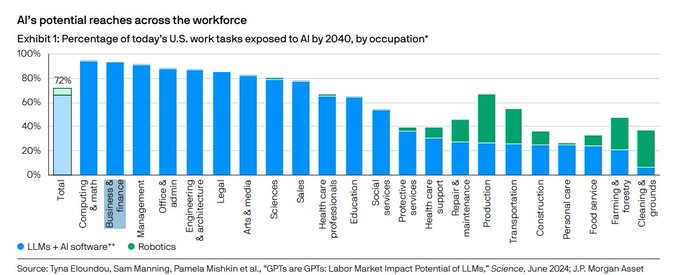 AI's potential reaches across the workforce
Exhibit 1: Percentage of today's U.S. work tasks exposed to AI by 2040, by occupation*
100%
80%
60%
40%
20%
0%
72%
Total
Computing
& math
Business &
finance
Management
Office &
admin
Engineering
& architecture
Legal
Arts & media
Sciences
Sales
Health care
professionals
Education
Social
services
Protective
services
Health care
support
Repair &
maintenance
Production
Transportation
Construction
Personal care
Food service
Farming &
forestry
Cleaning &
grounds
LLMs + AI software**
Robotics
Source: Tyna Eloundou, Sam Manning, Pamela Mishkin et al., "GPTs are GPTs: Labor Market Impact Potential of LLMs," Science, June 2024; J.P. Morgan Asset